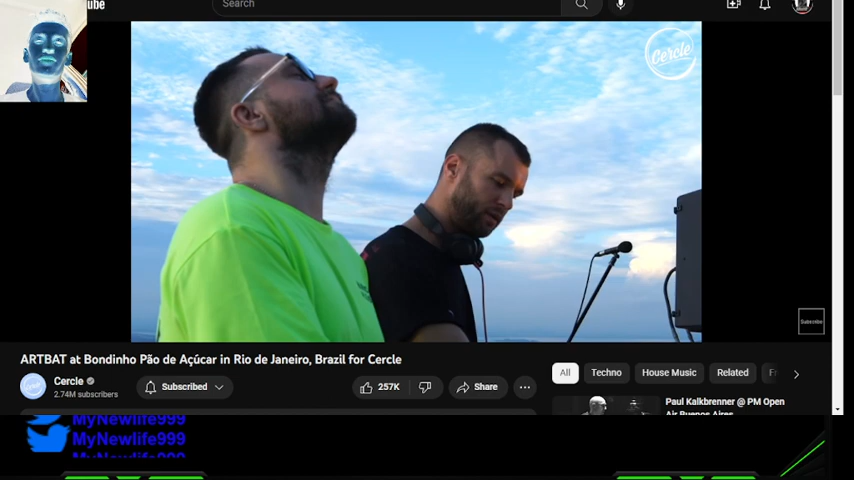 ube
Search
Cercle
Subscribe
ARTBAT at Bondinho Pão de Açúcar in Rio de Janeiro, Brazil for Cercle
Cercle
2.74M subscribers
Subscribed
257K
Share
All
Techno
House Music
Related
F
Paul Kalkbrenner @ PM Open
Air Buenos Aires
MyNewlife999
MyNewlife999
MyNewlife999